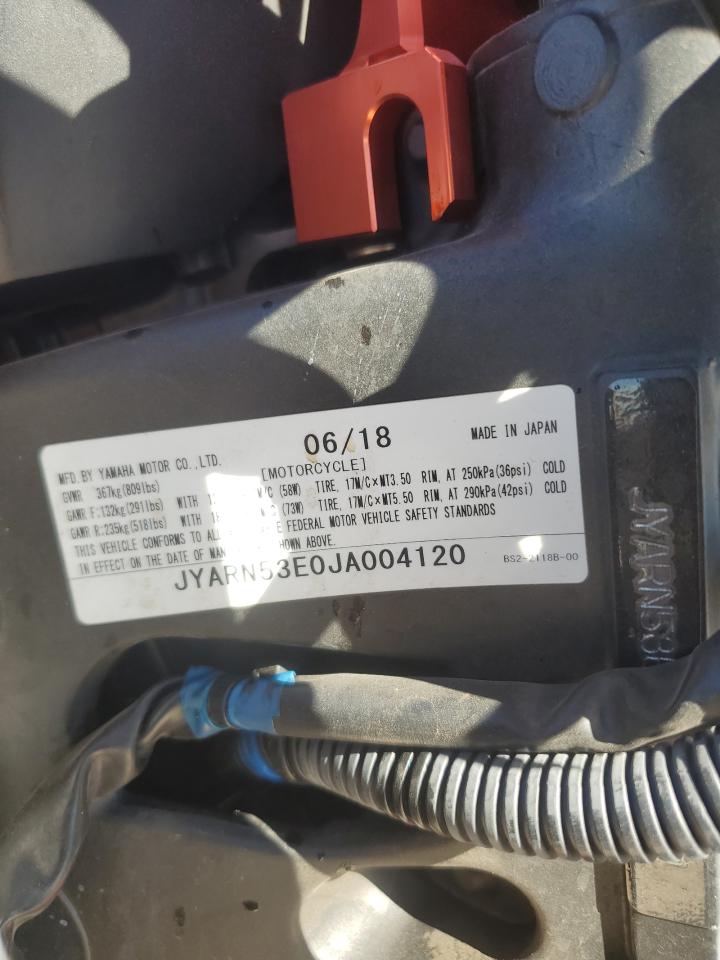 06/18
MADE IN JAPAN
MFD.BY YAMAHA MOTOR CO.,LTD.
[MOTORCYCLE]
GVWR 367kg(809lbs)
GAWR F:132kg(291lbs) WITH (58W) TIRE, 17M/C×MT3.50 RIM, AT 250kPa(36psi) COLD
GAWR R:235kg(518lbs) WITH (73W) TIRE, 17M/C×MT5.50 RIM, AT 290kPa(42psi) COLD
THIS VEHICLE CONFORMS TO FEDERAL MOTOR VEHICLE SAFETY STANDARDS
IN EFFECT ON THE DATE OF SHOWN ABOVE.
JYARN53E0JA004120
BS2-2118B-00
JYARN53